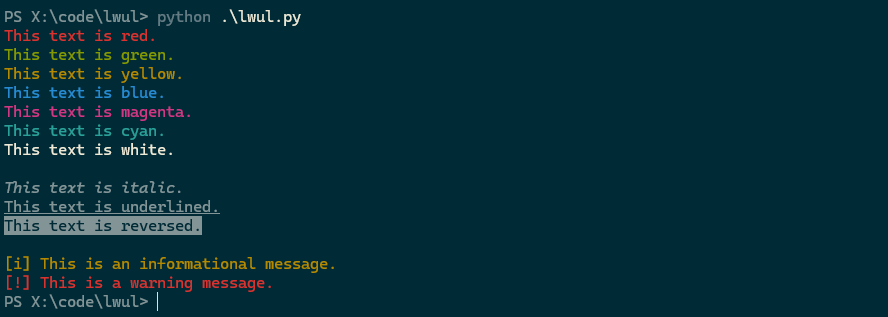 PS X:\code\lwul> python .\lwul.py
This text is red.
This text is green.
This text is yellow.
This text is blue.
This text is magenta.
This text is cyan.
This text is white.
This text is italic.
This text is underlined.
This text is reversed.
[i] This is an informational message.
[!] This is a warning message.
PS X:\code\lwul>